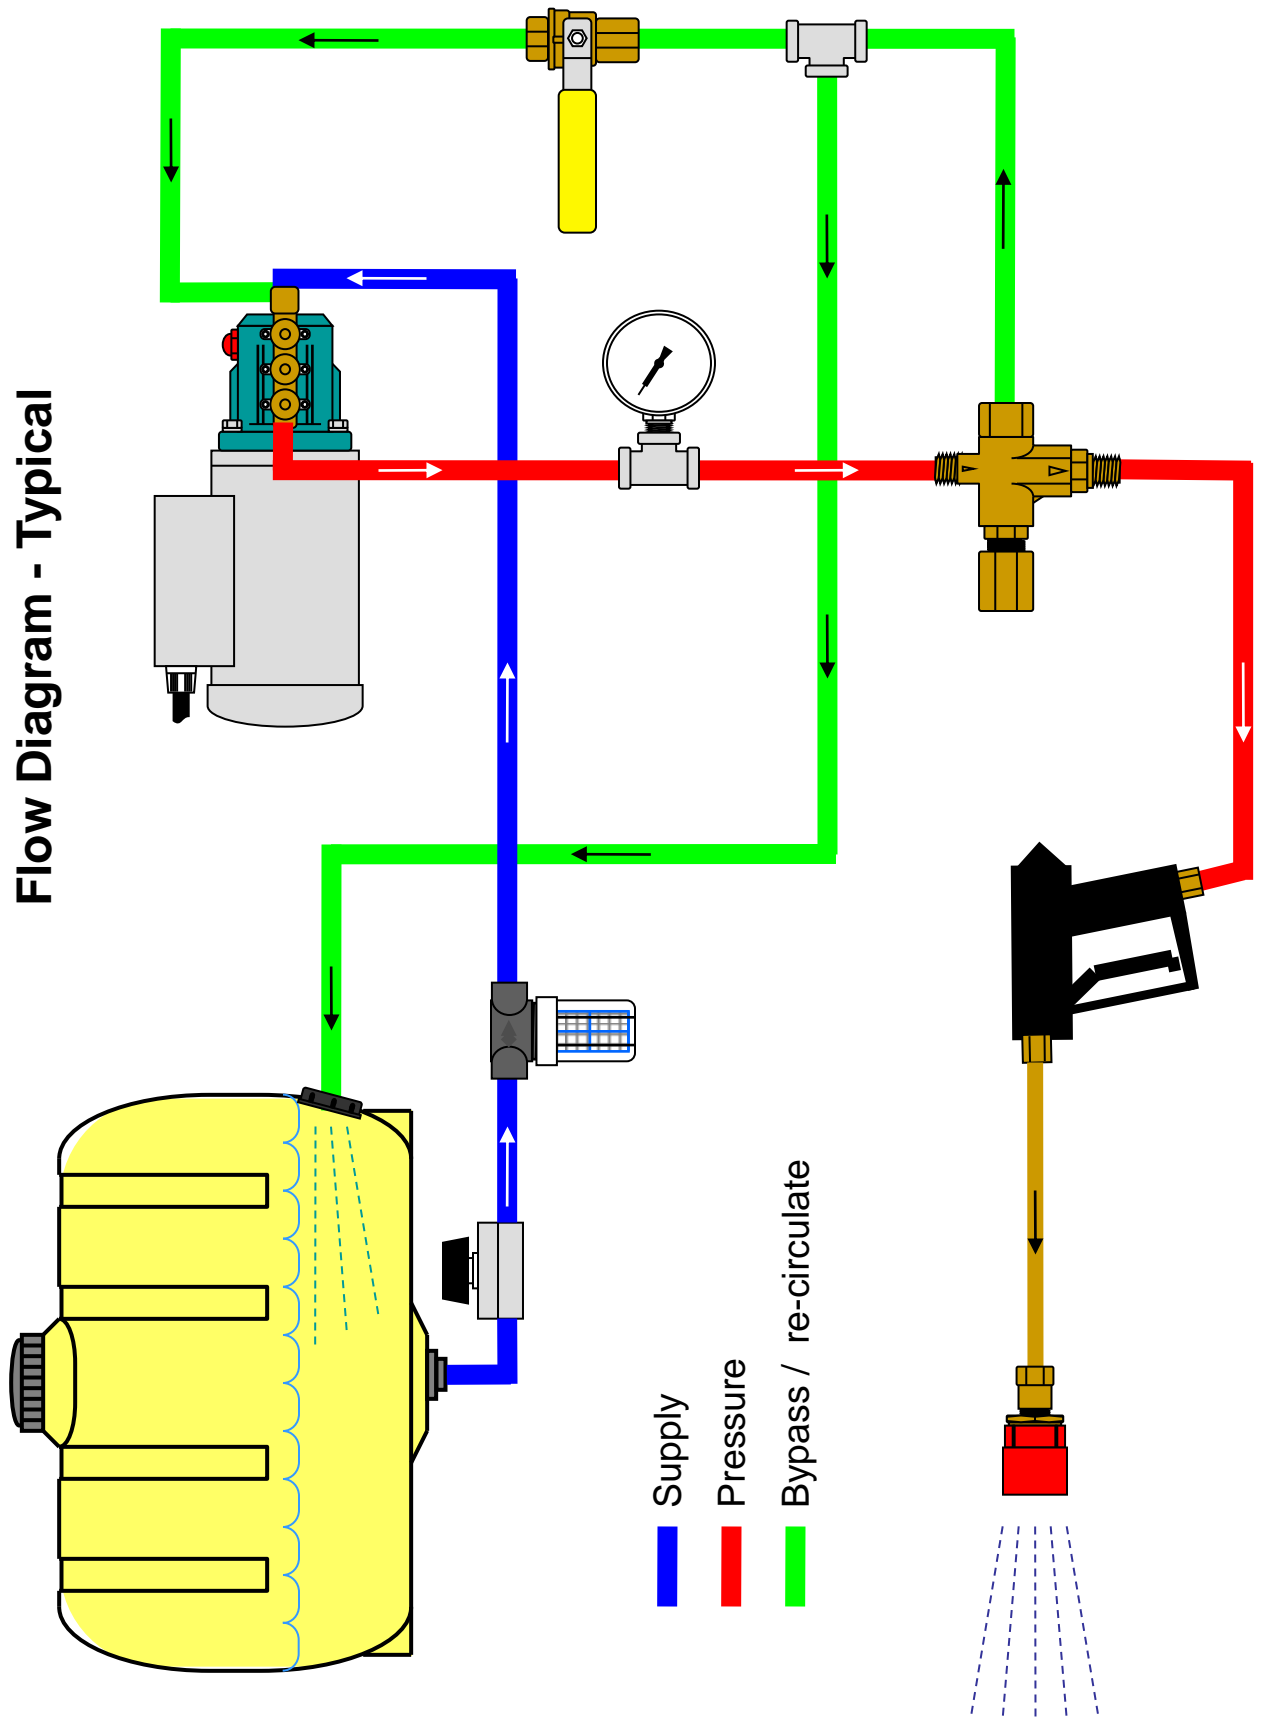 Flow Diagram - Typical
Supply
Pressure
Bypass / re-circulate